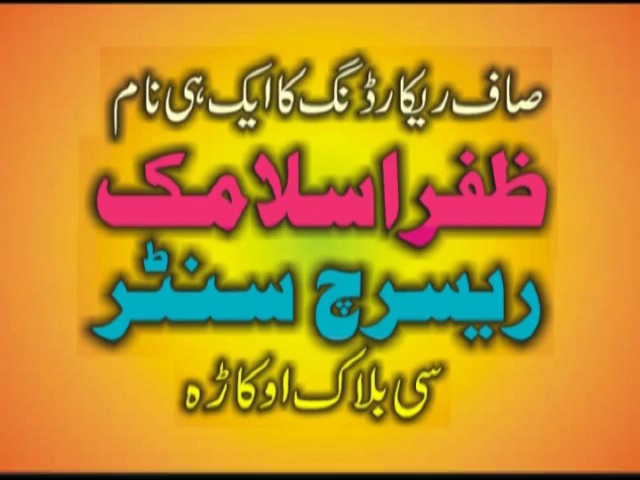 صاف ریکارڈنگ کا ایک ہی نام
ظفر اسلامک
ریسرچ سنٹر
سی بلاک اوکاڑہ